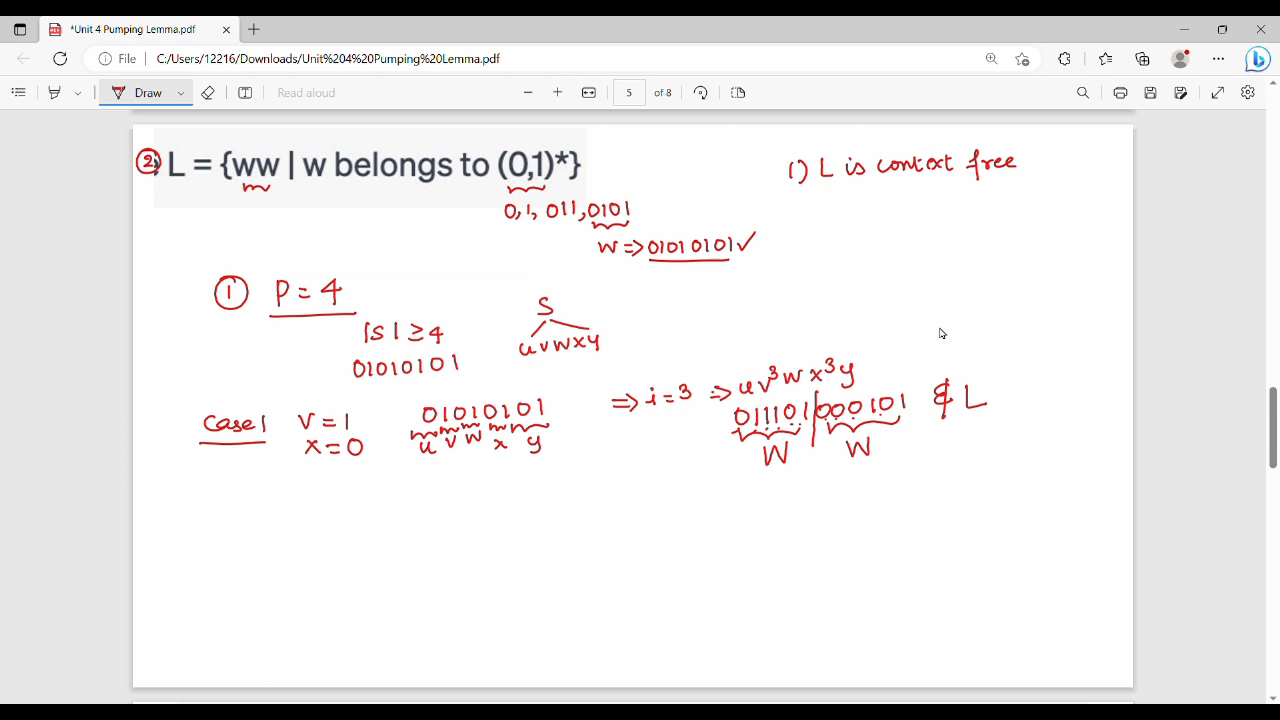 *Unit 4 Pumping Lemma.pdf
File C:/Users/12216/Downloads/Unit%204%20Pumping%20Lemma.pdf
Draw Read aloud 5 of 8
② L = {ww | w belongs to (0,1)*}
1) L is context free
0, 1, 011, 0101
w => 01010101 ✓
① P = 4
|S| ≥ 4
01010101
S
u v w x y
Case 1 v = 1
x = 0
01010101
u v w x y
=> i = 3 => uv³wx³y
011101|000101 ∉ L
W W